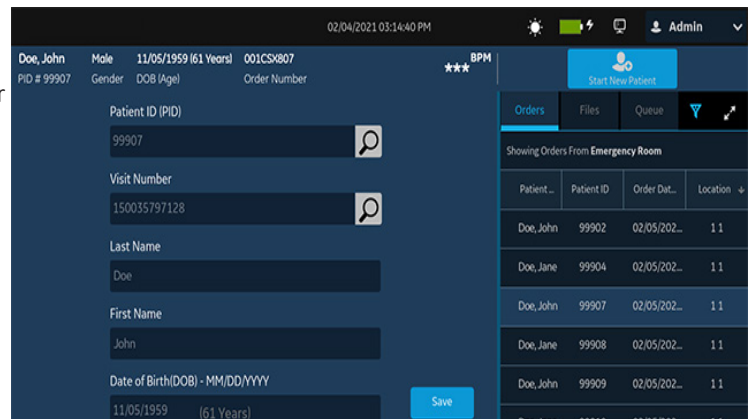 02/04/2021 03:14:40 PM
Admin
Doe, John Male 11/05/1959 (61 Years) 001CSX807
PID # 99907 Gender DOB (Age) Order Number
*** BPM
Start New Patient
r
Patient ID (PID)
99907
Visit Number
150035797128
Last Name
Doe
First Name
John
Date of Birth(DOB) - MM/DD/YYYY
11/05/1959 (61 Years)
Save
Orders Files Queue
Showing Orders From Emergency Room
Patient ... Patient ID Order Dat... Location
Doe, John 99902 02/05/202... 1 1
Doe, Jane 99904 02/05/202... 1 1
Doe, John 99907 02/05/202... 1 1
Doe, Jane 99908 02/05/202... 1 1
Doe, John 99909 02/05/202... 1 1